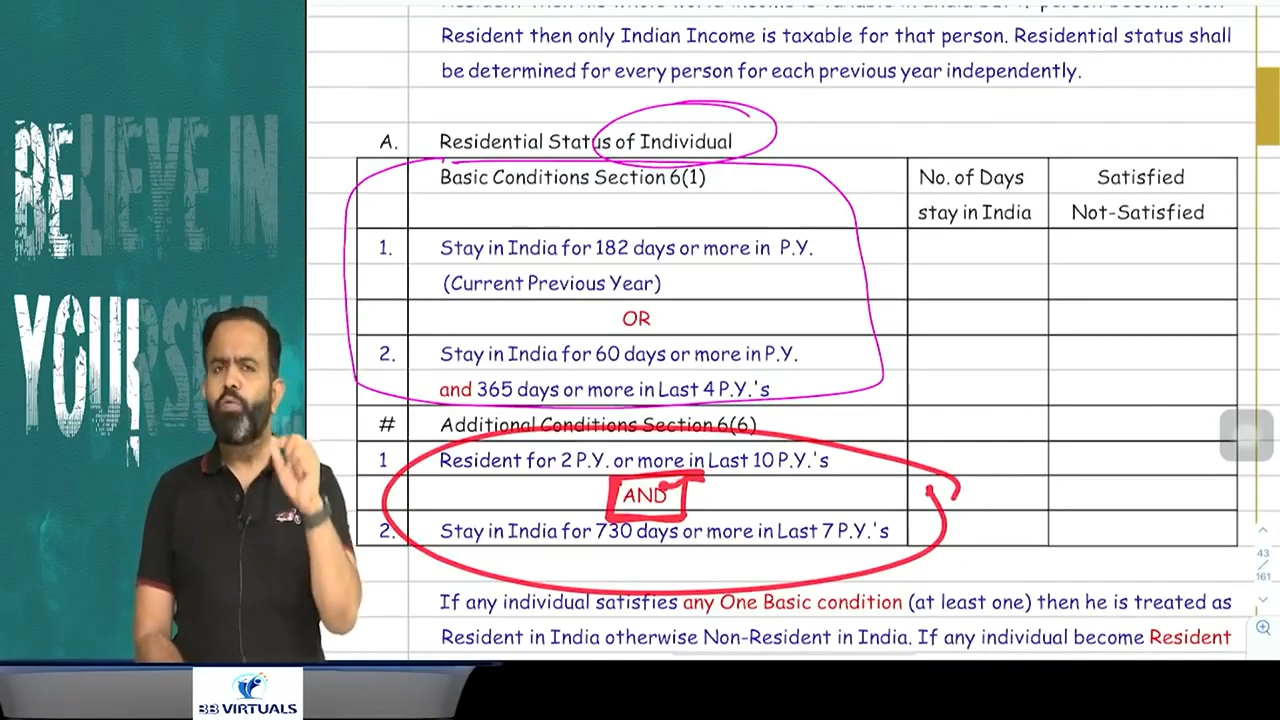 BELIEVE IN
YOURSELF
Resident then only Indian Income is taxable for that person. Residential status shall
be determined for every person for each previous year independently.
A. Residential Status of Individual
Basic Conditions Section 6(1) No. of Days stay in India Satisfied Not-Satisfied
1. Stay in India for 182 days or more in P.Y.
(Current Previous Year)
OR
2. Stay in India for 60 days or more in P.Y.
and 365 days or more in Last 4 P.Y.'s
# Additional Conditions Section 6(6)
1 Resident for 2 P.Y. or more in Last 10 P.Y.'s
AND
2. Stay in India for 730 days or more in Last 7 P.Y.'s
If any individual satisfies any One Basic condition (at least one) then he is treated as
Resident in India otherwise Non-Resident in India. If any individual become Resident
43
/
161
BB VIRTUALS